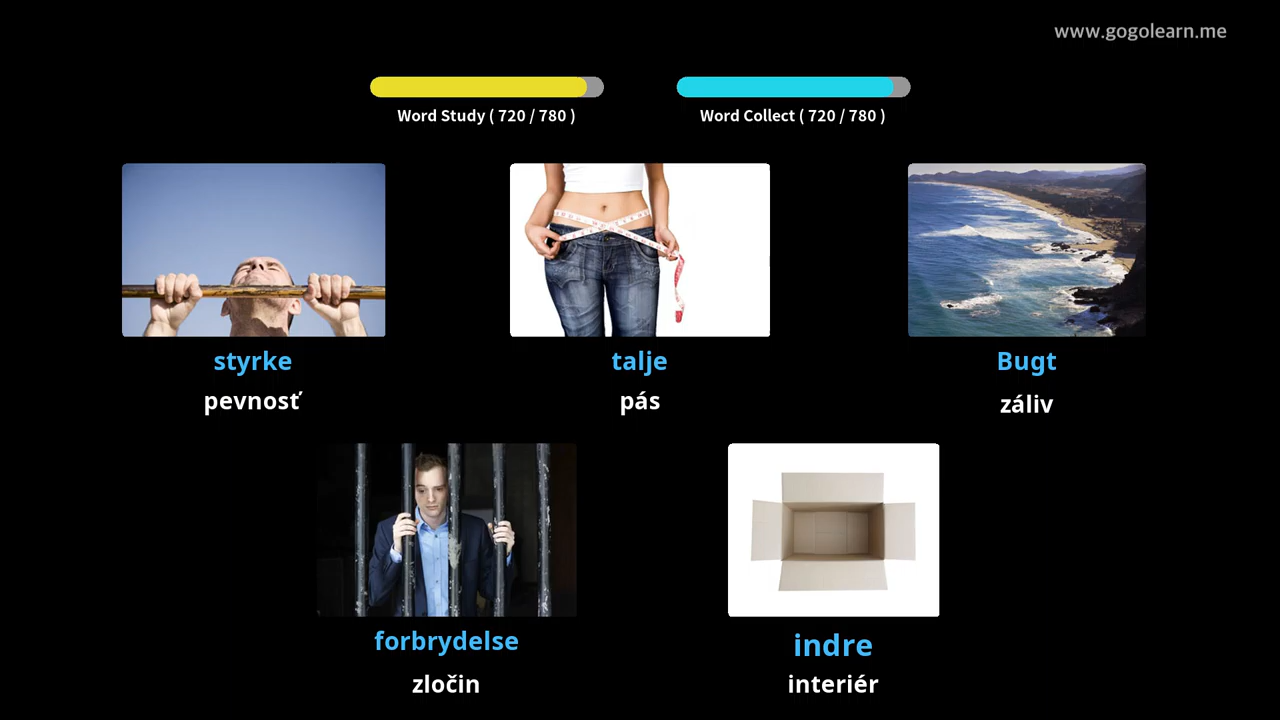 www.gogolearn.me
Word Study ( 720 / 780 )
Word Collect ( 720 / 780 )
styrke
talje
Bugt
pevnosť
pás
záliv
forbrydelse
indre
zločin
interiér